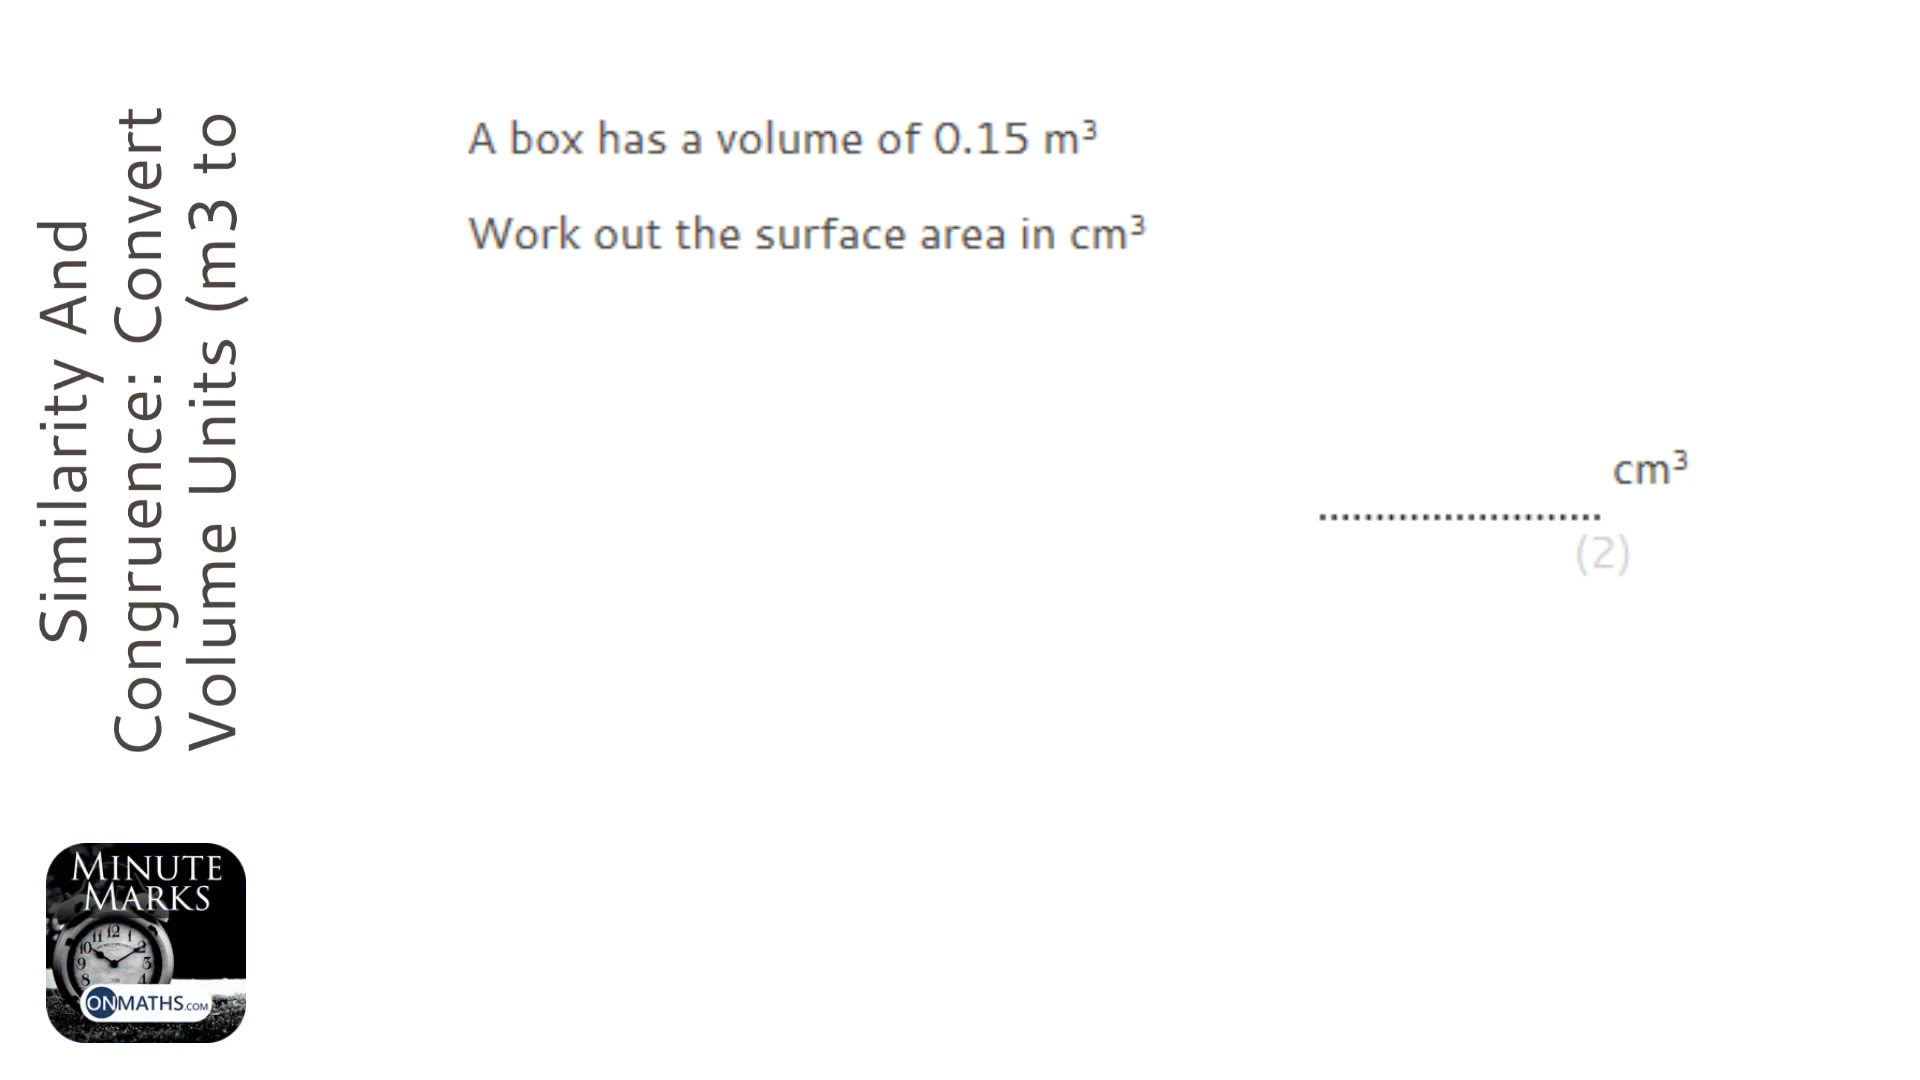 Similarity And
Congruence: Convert
Volume Units (m3 to
A box has a volume of 0.15 m³
Work out the surface area in cm³
cm³
........................
(2)
MINUTE
MARKS
ONMATHS.COM